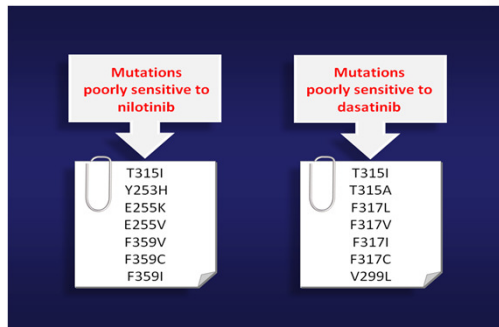 Mutations
poorly sensitive to
nilotinib
T315I
Y253H
E255K
E255V
F359V
F359C
F359I
Mutations
poorly sensitive to
dasatinib
T315I
T315A
F317L
F317V
F317I
F317C
V299L